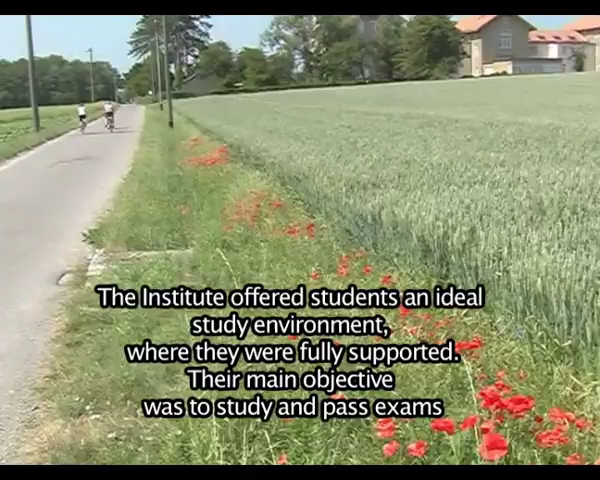 The Institute offered students an ideal
study environment,
where they were fully supported.
Their main objective
was to study and pass exams